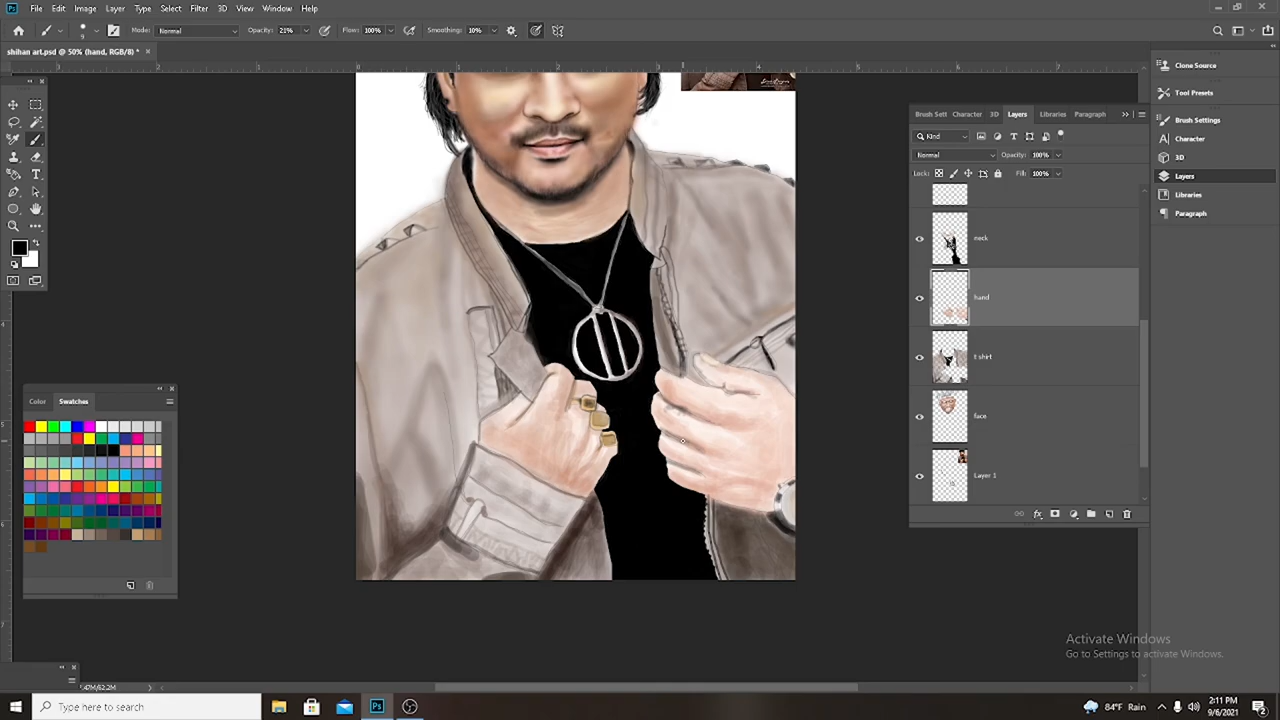 File Edit Image Layer Type Select Filter 3D View Window Help
Mode: Normal Opacity: 21% Flow: 100% Smoothing: 10%
shihan art.psd @ 50% (hand, RGB/8) * ×
Clone Source
Tool Presets
Brush Settings
Character
3D
Layers
Libraries
Paragraph
Brush Sett Character 3D Layers Libraries Paragraph
Kind
Normal Opacity: 100%
Lock: Fill: 100%
neck
hand
t shirt
face
Layer 1
Color Swatches
Activate Windows
Go to Settings to activate Windows.
Type here to search
84°F Rain
2:11 PM
9/6/2021